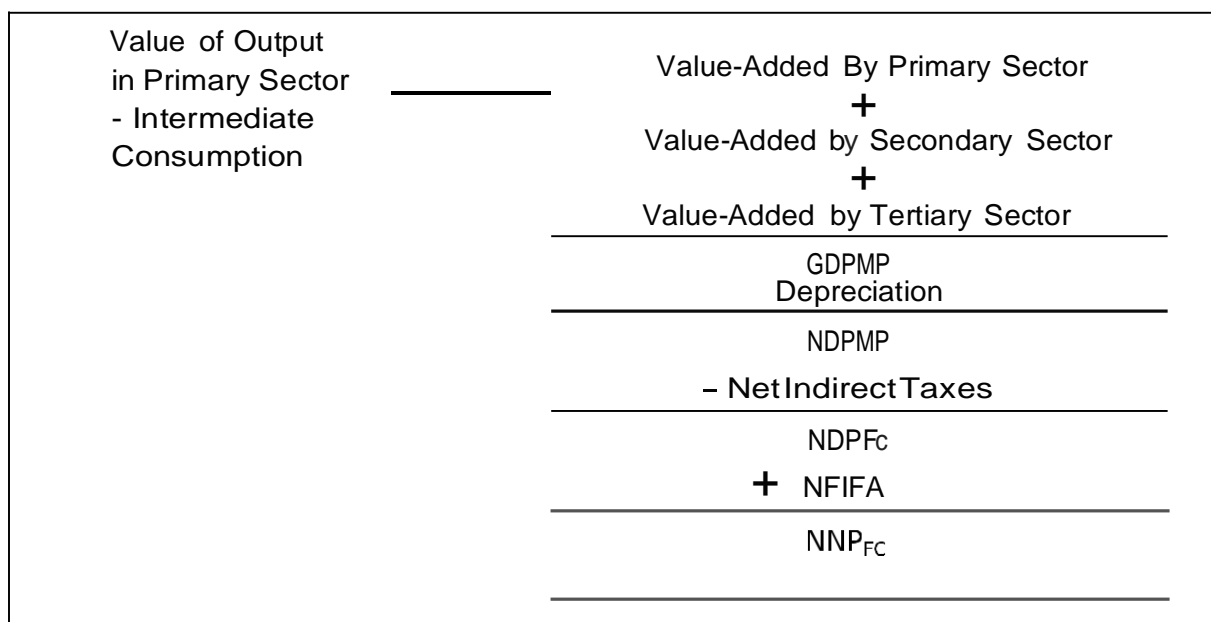 Value of Output
in Primary Sector
- Intermediate
Consumption
Value-Added By Primary Sector
+
Value-Added by Secondary Sector
+
Value-Added by Tertiary Sector
GDPMP
Depreciation
NDPMP
– NetIndirectTaxes
NDPFc
+ NFIFA
NNPFC